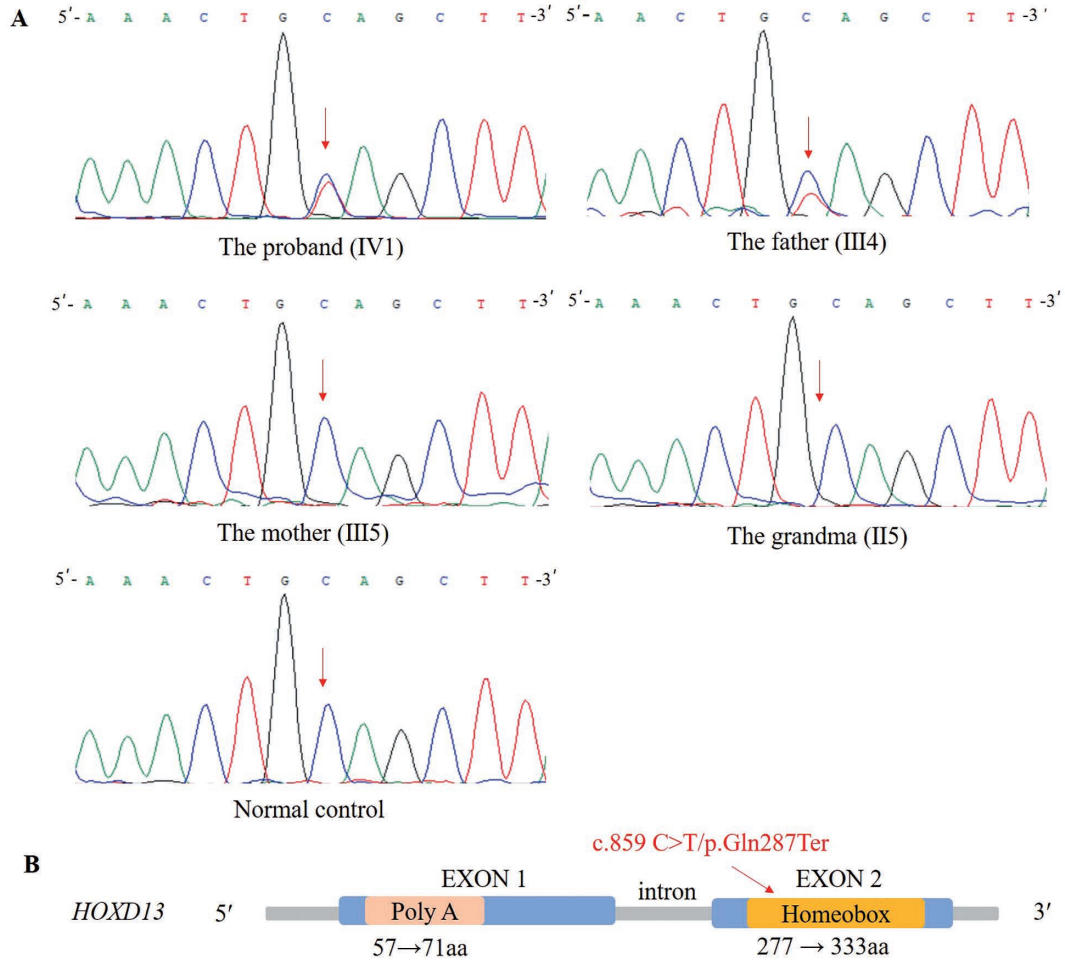 A
5′- A A A C T G C A G C T T -3′
5′- A A C T G C A G C T T -3′
The proband (IV1)
The father (III4)
5′- A A A C T G C A G C T T -3′
5′- A A A C T G C A G C T T -3′
The mother (III5)
The grandma (II5)
5′- A A A C T G C A G C T T -3′
Normal control
c.859 C>T/p.Gln287Ter
B
EXON 1
intron
EXON 2
HOXD13
5′
Poly A
Homeobox
3′
57→71aa
277 → 333aa